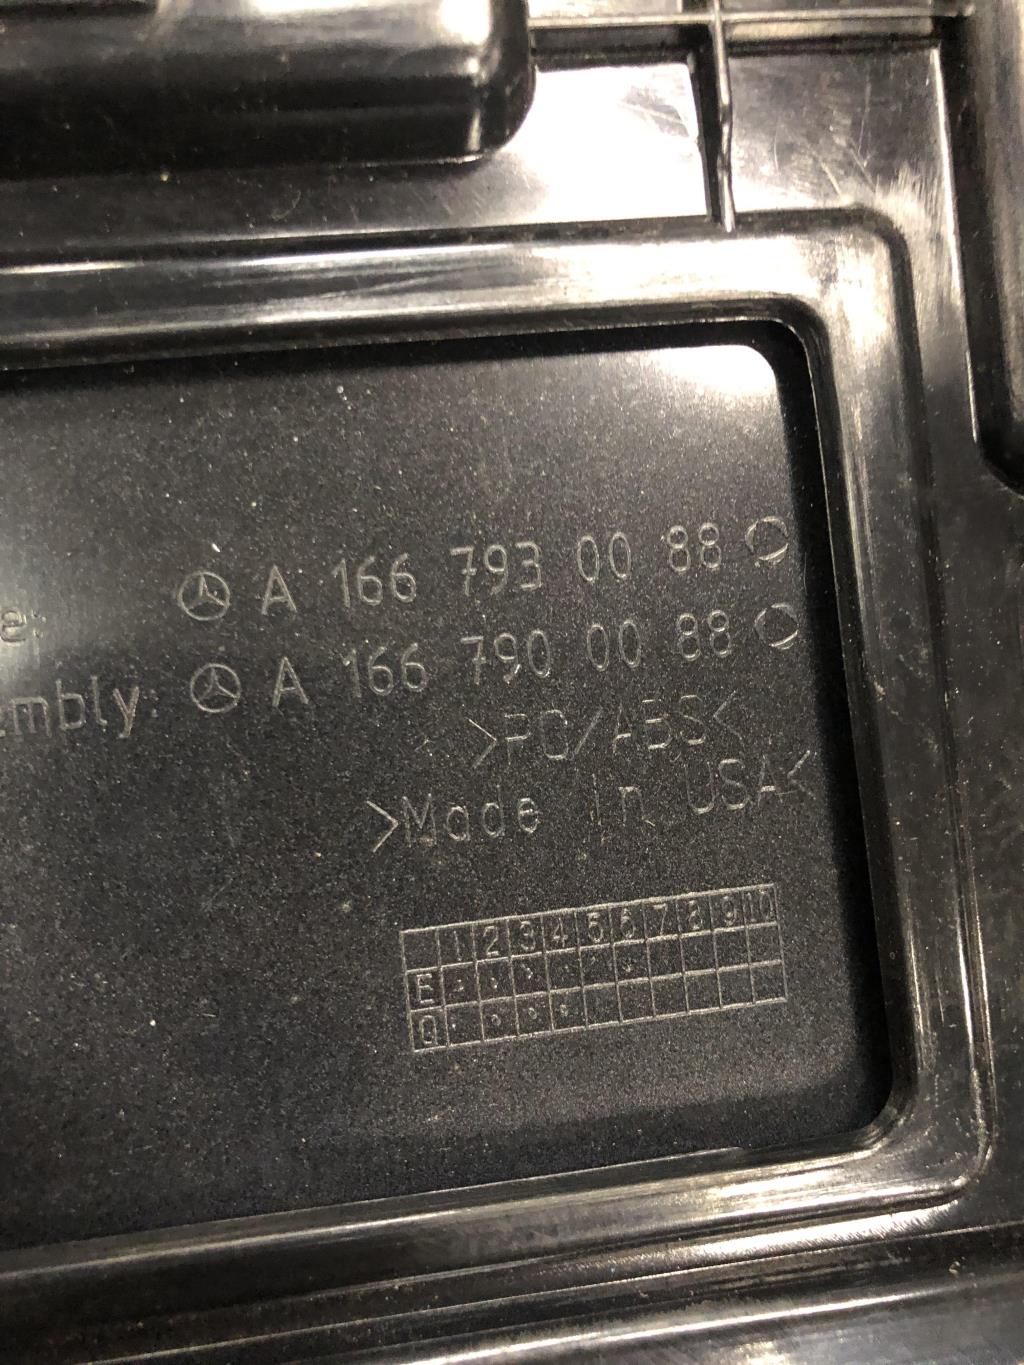 e: A 166 793 00 88
embly: A 166 790 00 88
>PC/ABS<
>Made in USA<
1 2 3 4 5 6 7 8 9 10
E
Q